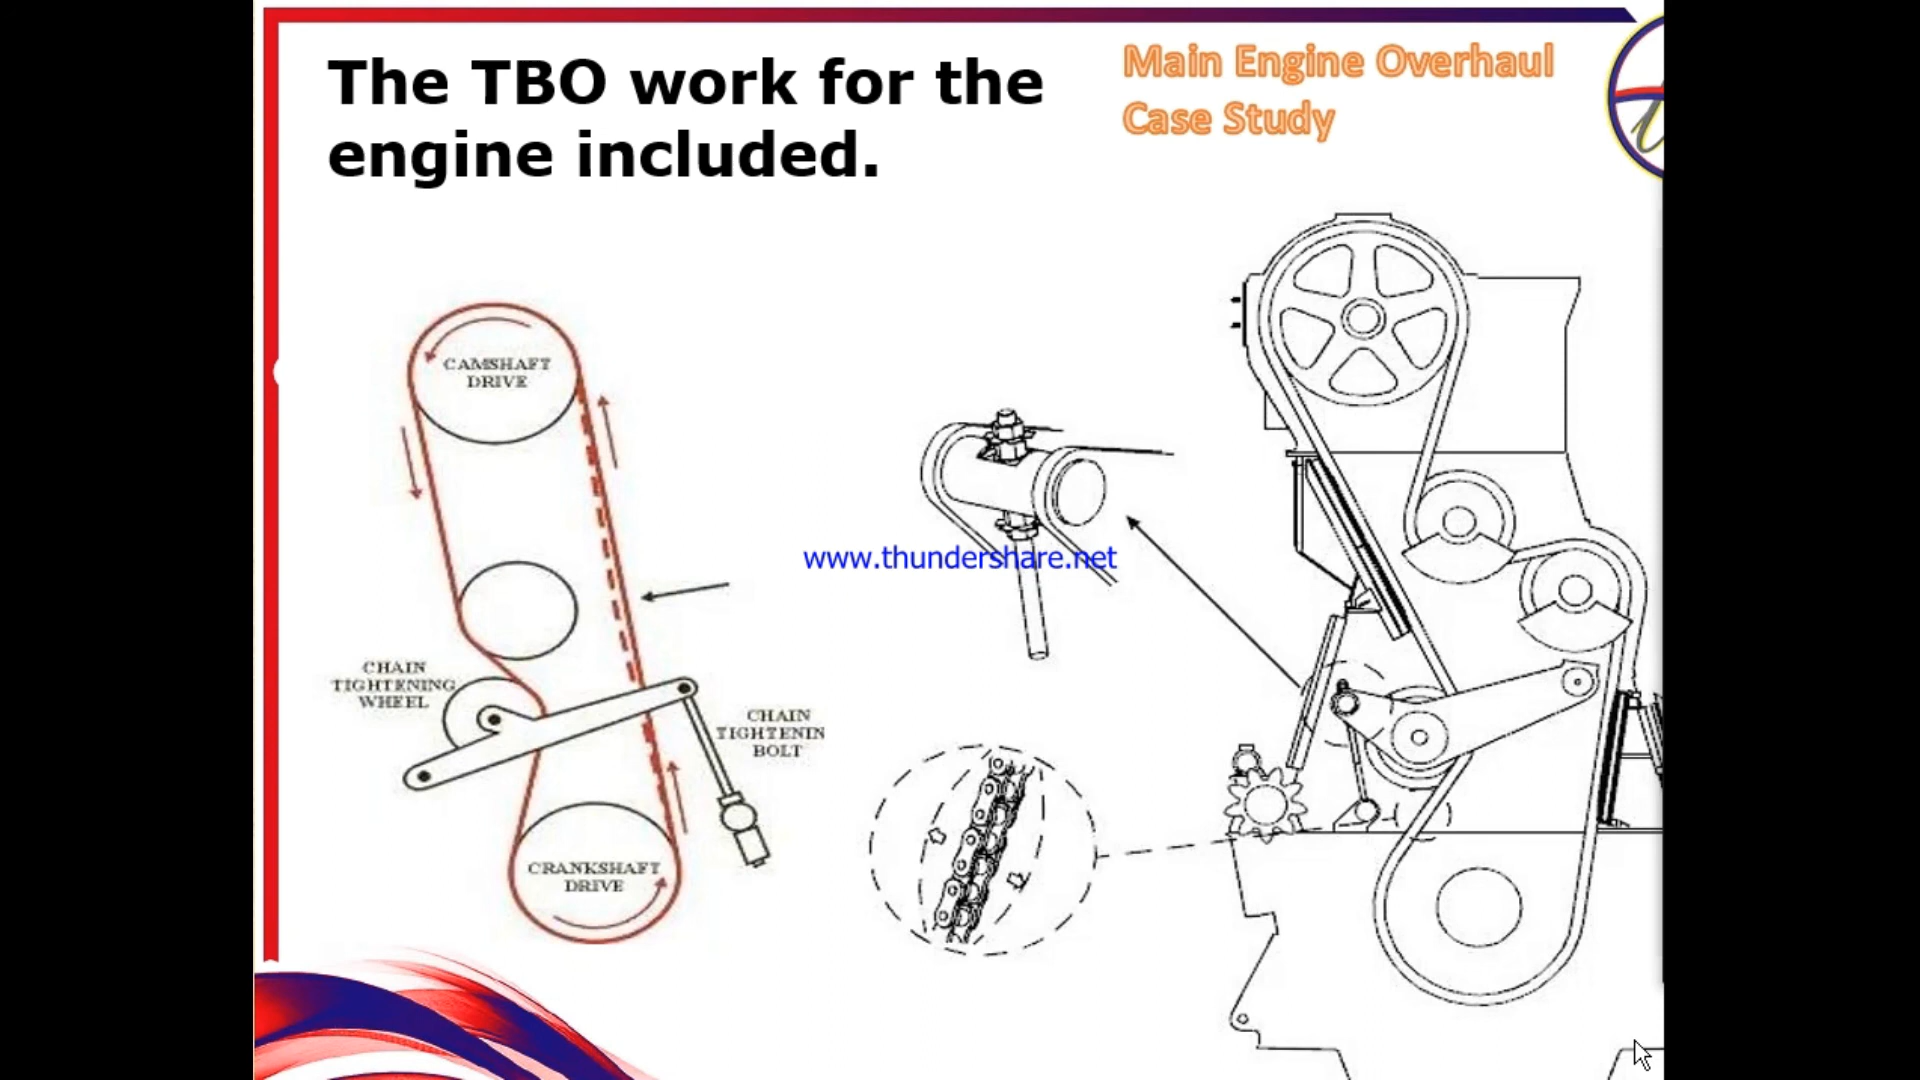 The TBO work for the
engine included.
Main Engine Overhaul
Case Study
CAMSHAFT
DRIVE
www.thundershare.net
CHAIN
TIGHTENING
WHEEL
CHAIN
TIGHTENIN
BOLT
CRANKSHAFT
DRIVE